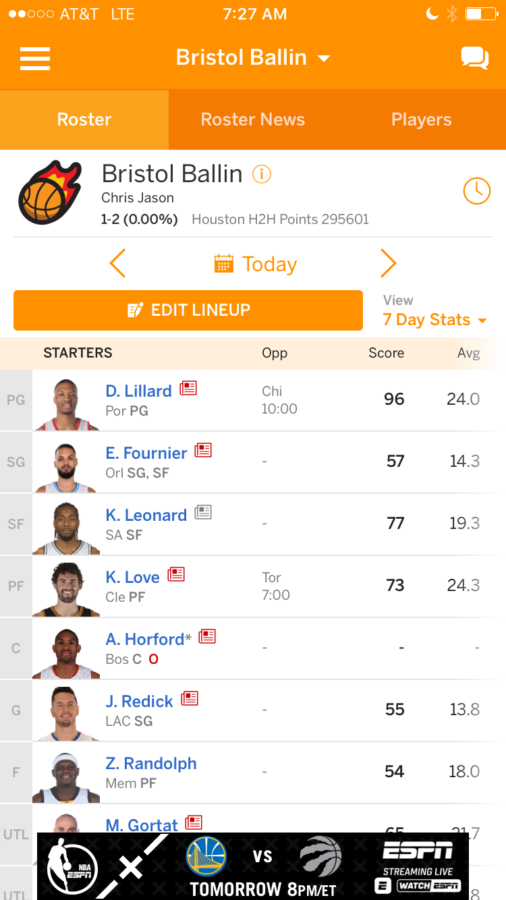 AT&T LTE 7:27 AM
Bristol Ballin
Roster Roster News Players
Bristol Ballin
Chris Jason
1-2 (0.00%) Houston H2H Points 295601
Today
EDIT LINEUP
View
7 Day Stats
STARTERS Opp Score Avg
PG D. Lillard Chi 96 24.0
Por PG 10:00
SG E. Fournier - 57 14.3
Orl SG, SF
SF K. Leonard - 77 19.3
SA SF
PF K. Love Tor 73 24.3
Cle PF 7:00
C A. Horford* - - -
Bos C O
G J. Redick - 55 13.8
LAC SG
F Z. Randolph - 54 18.0
Mem PF
UTL M. Gortat 65 21.7
NBA
ESPN
VS
TOMORROW 8PM/ET
ESPN
STREAMING LIVE
E WATCH ESPN
UTL